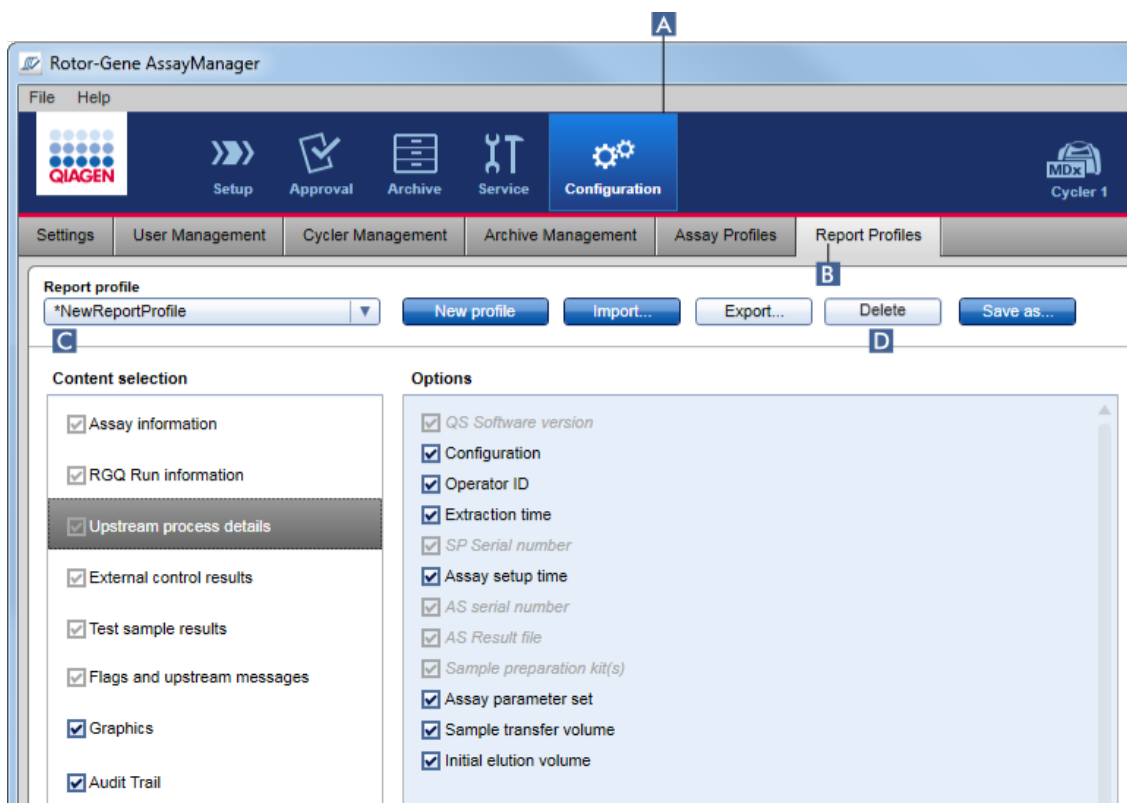 A
Rotor-Gene AssayManager
File Help
QIAGEN
Setup Approval Archive Service Configuration
MDx
Cycler 1
Settings User Management Cycler Management Archive Management Assay Profiles Report Profiles
B
Report profile
*NewReportProfile New profile Import... Export... Delete Save as...
C D
Content selection Options
Assay information
RGQ Run information
Upstream process details
External control results
Test sample results
Flags and upstream messages
Graphics
Audit Trail
QS Software version
Configuration
Operator ID
Extraction time
SP Serial number
Assay setup time
AS serial number
AS Result file
Sample preparation kit(s)
Assay parameter set
Sample transfer volume
Initial elution volume